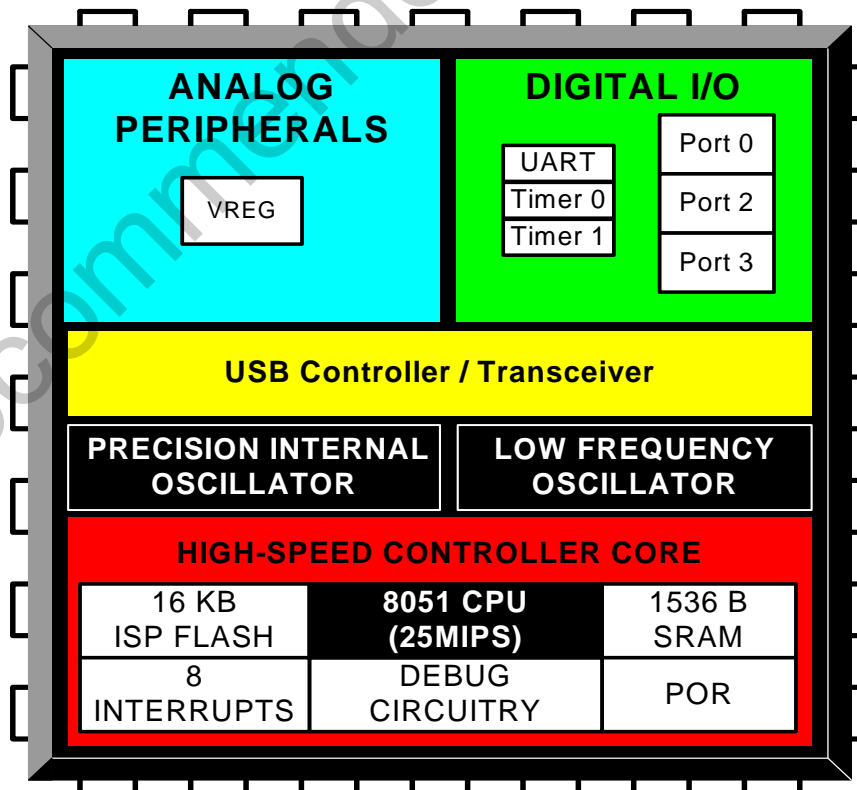 ANALOG
PERIPHERALS
VREG
DIGITAL I/O
UART
Timer 0
Timer 1
Port 0
Port 2
Port 3
USB Controller / Transceiver
PRECISION INTERNAL
OSCILLATOR
LOW FREQUENCY
OSCILLATOR
HIGH-SPEED CONTROLLER CORE
16 KB
ISP FLASH
8051 CPU
(25MIPS)
1536 B
SRAM
8
INTERRUPTS
DEBUG
CIRCUITRY
POR